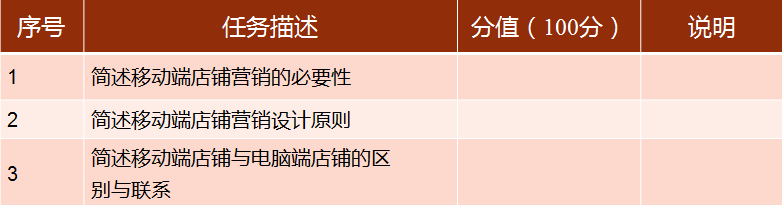 序号 任务描述 分值（100分） 说明
1 简述移动端店铺营销的必要性
2 简述移动端店铺营销设计原则
3 简述移动端店铺与电脑端店铺的区
别与联系